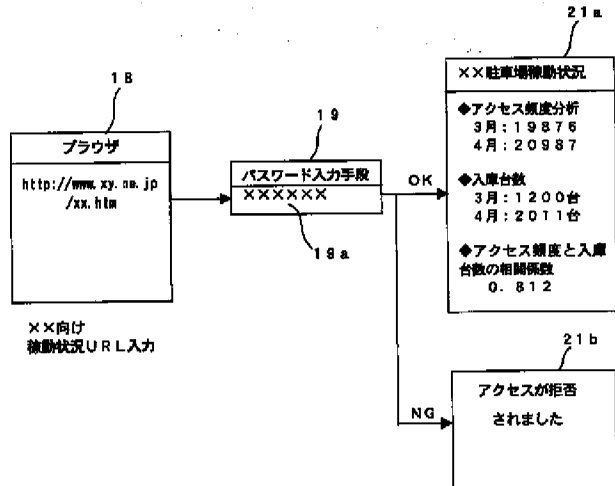 18
ブラウザ
http://www.xy.ne.jp
/xx.htm
××向け
稼動状況URL入力
19
パスワード入力手段
××××××
19a
OK
NG
21a
××駐車場稼動状況
◆アクセス頻度分析
3月:19876
4月:20987
◆入庫台数
3月:1200台
4月:2011台
◆アクセス頻度と入庫
台数の相関係数
0.812
21b
アクセスが拒否
されました